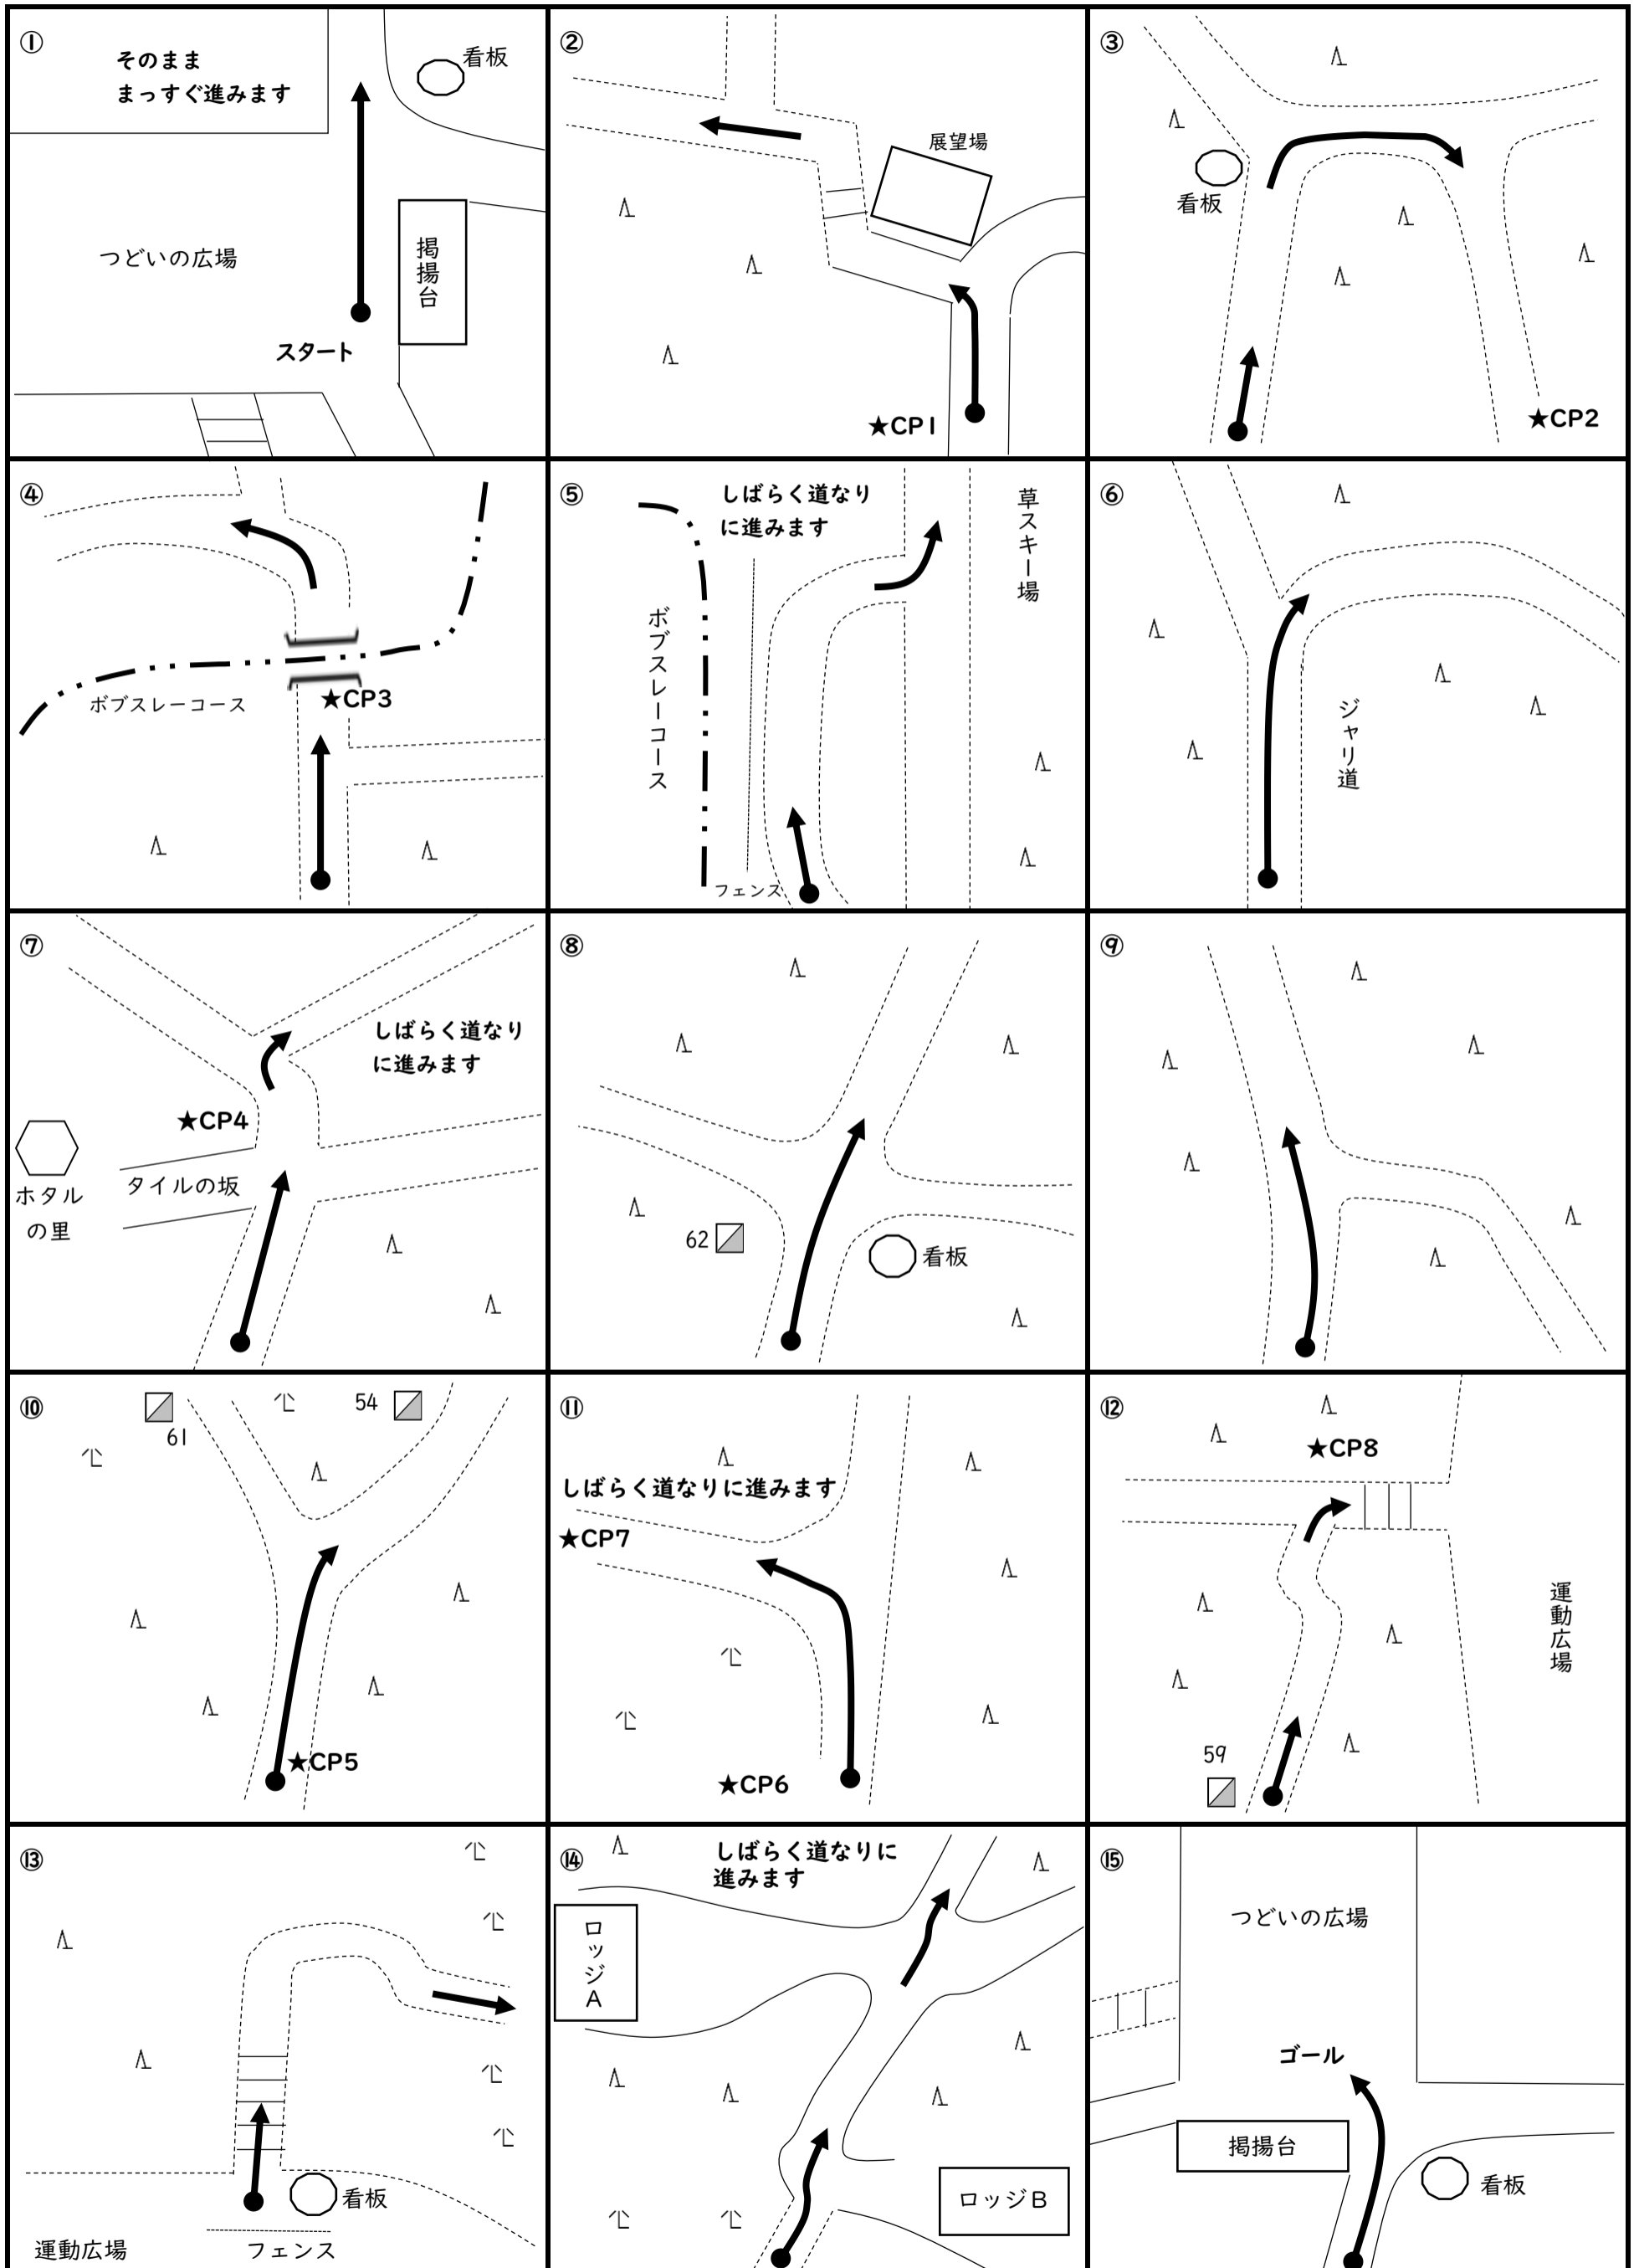 ①
そのまま
まっすぐ進みます
看板
つどいの広場
掲揚台
スタート
②
展望場
★CP1
③
看板
★CP2
④
★CP3
ボブスレーコース
⑤
しばらく道なり
に進みます
草スキー場
ボブスレーコース
フェンス
⑥
ジャリ道
⑦
しばらく道なり
に進みます
★CP4
タイルの坂
ホタル
の里
⑧
62
看板
⑨
⑩
61
54
★CP5
⑪
しばらく道なりに進みます
★CP7
★CP6
⑫
★CP8
運動広場
59
⑬
看板
運動広場
フェンス
⑭
しばらく道なりに
進みます
ロッジA
ロッジB
⑮
つどいの広場
ゴール
掲揚台
看板